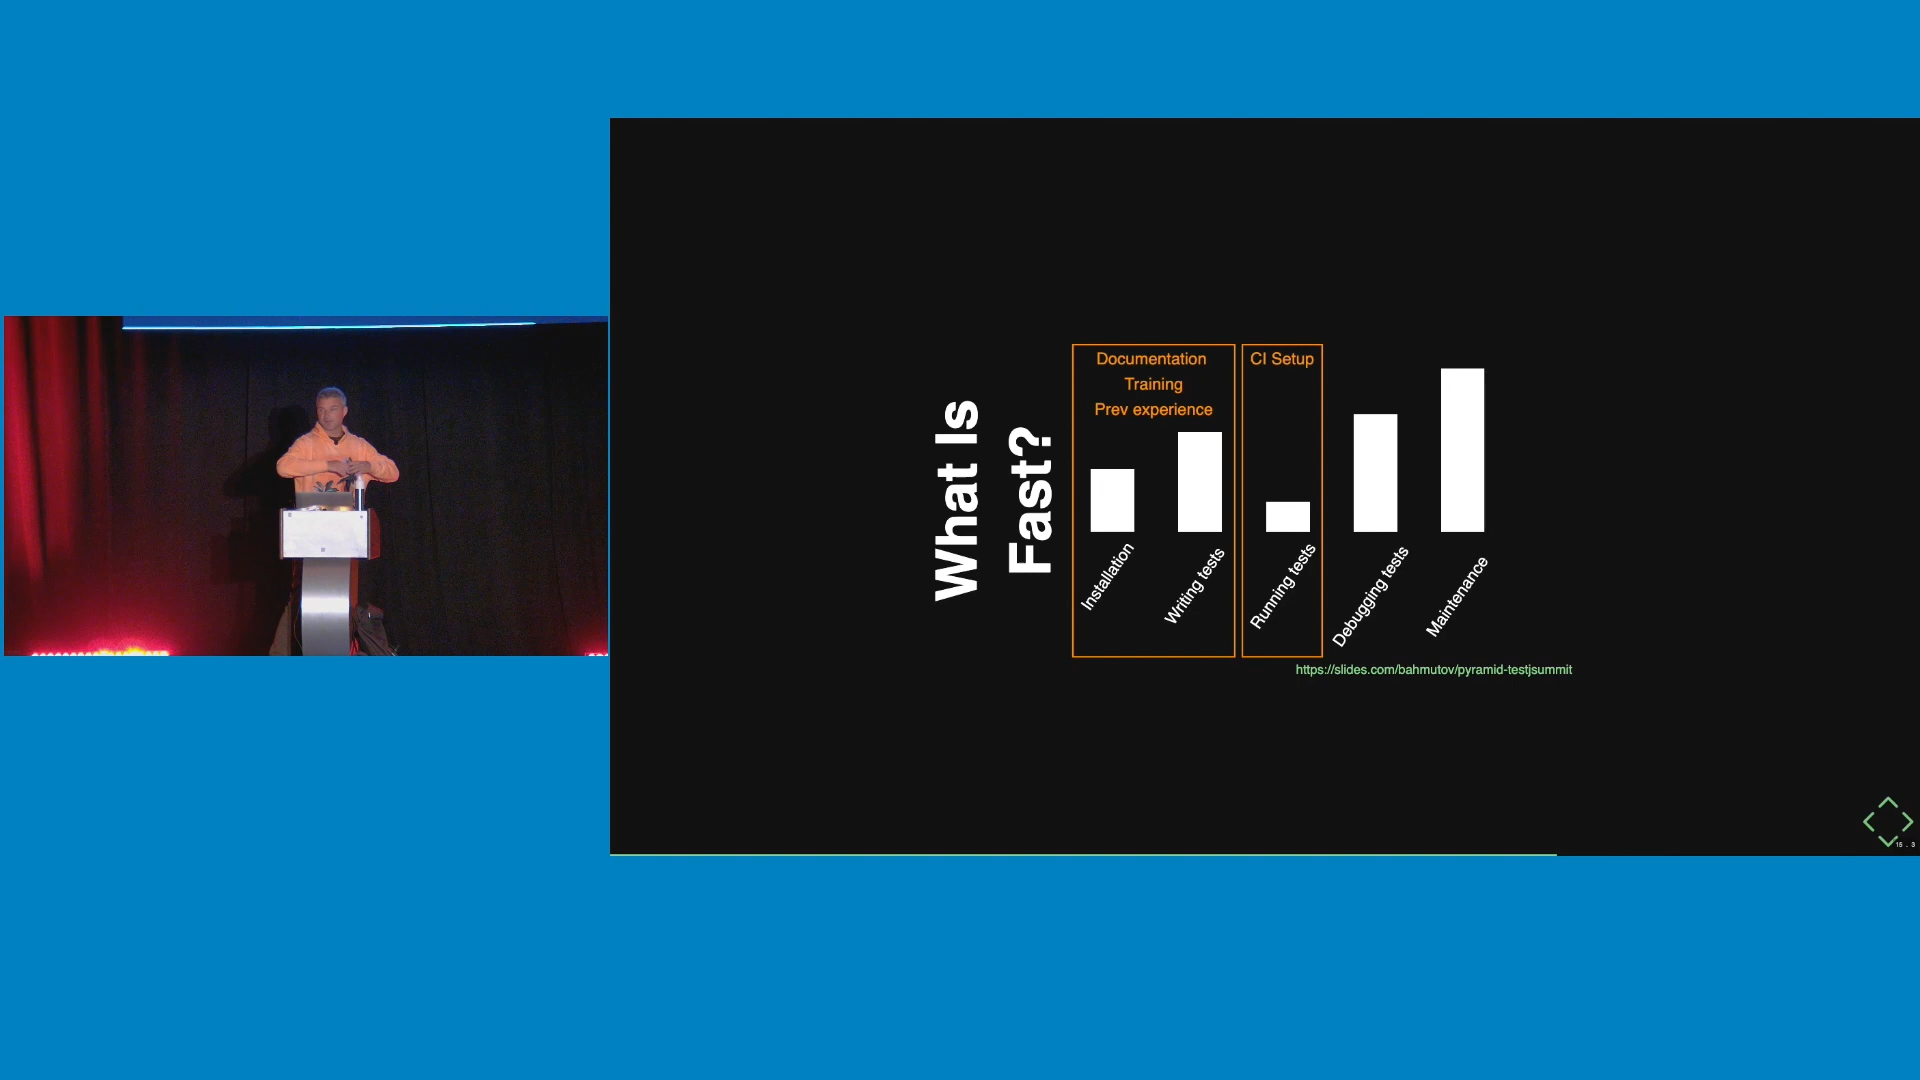 What Is
Fast?
Documentation
Training
Prev experience
CI Setup
Installation
Writing tests
Running tests
Debugging tests
Maintenance
https://slides.com/bahmutov/pyramid-testjsummit